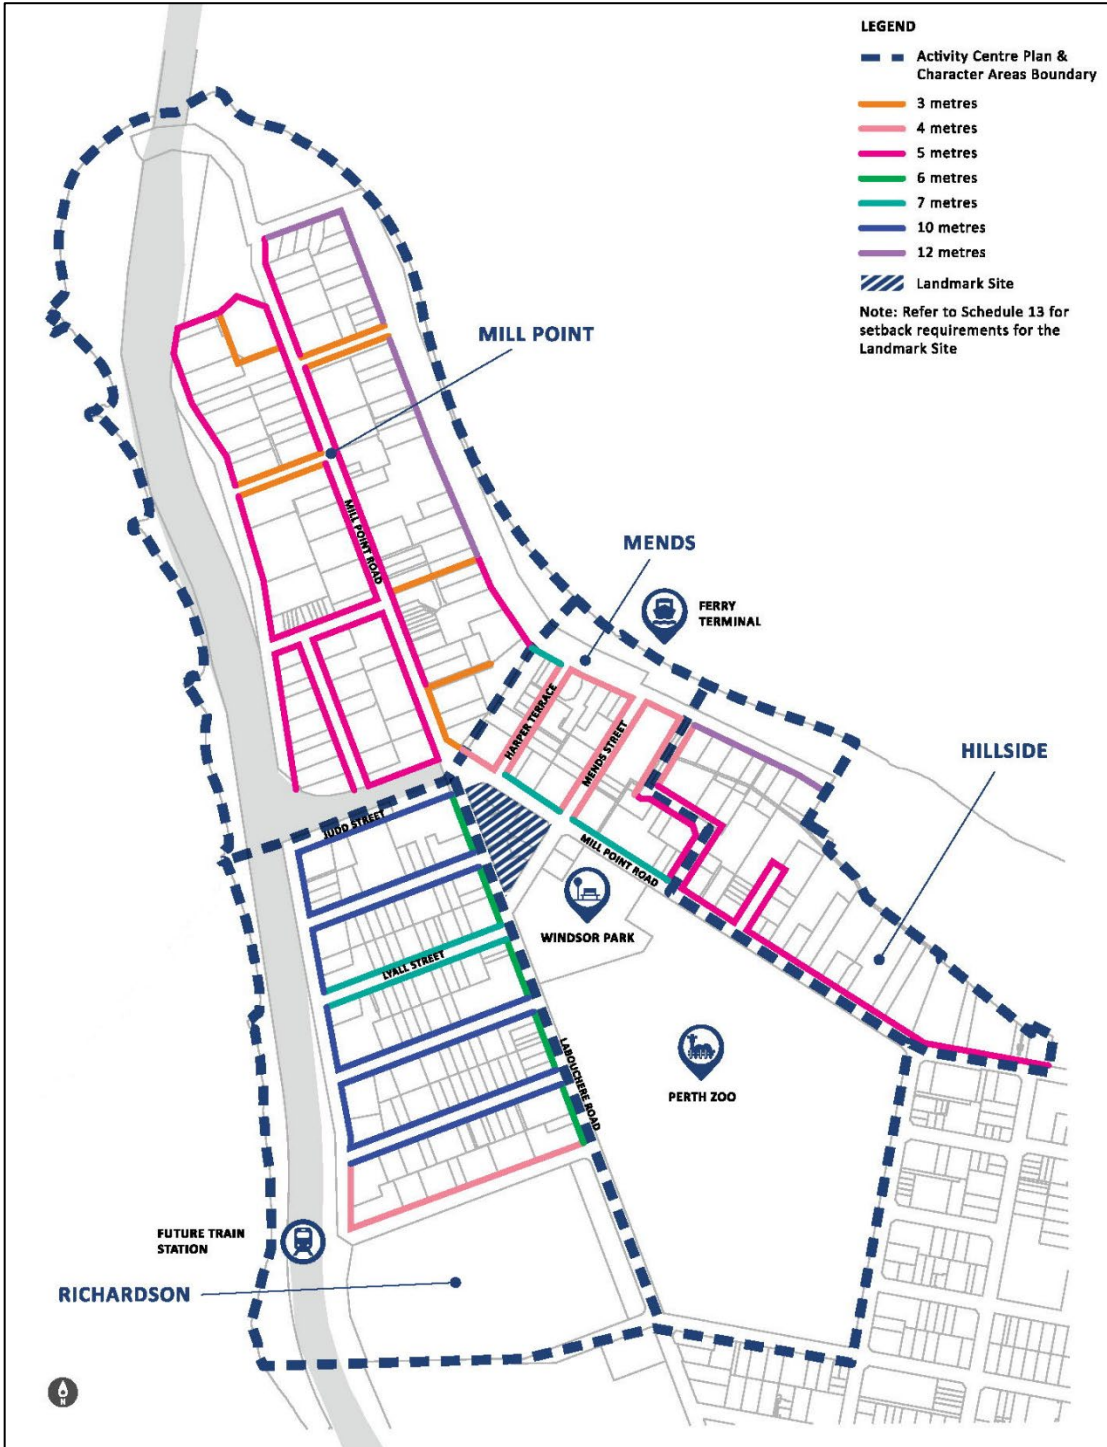 LEGEND
Activity Centre Plan &
Character Areas Boundary
3 metres
4 metres
5 metres
6 metres
7 metres
10 metres
12 metres
Landmark Site
Note: Refer to Schedule 13 for
setback requirements for the
Landmark Site
MILL POINT
MILL POINT ROAD
MENDS
FERRY
TERMINAL
HARPER TERRACE
MENDS STREET
HILLSIDE
JUDD STREET
MILL POINT ROAD
WINDSOR PARK
LYALL STREET
LABOUCHERE ROAD
PERTH ZOO
FUTURE TRAIN
STATION
RICHARDSON
N